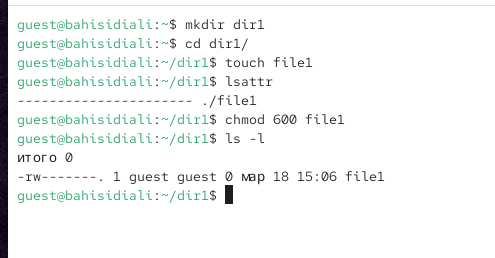 guest@bahisidiali:~$ mkdir dir1
guest@bahisidiali:~$ cd dir1/
guest@bahisidiali:~/dir1$ touch file1
guest@bahisidiali:~/dir1$ lsattr
---------------------- ./file1
guest@bahisidiali:~/dir1$ chmod 600 file1
guest@bahisidiali:~/dir1$ ls -l
итого 0
-rw-------. 1 guest guest 0 мар 18 15:06 file1
guest@bahisidiali:~/dir1$